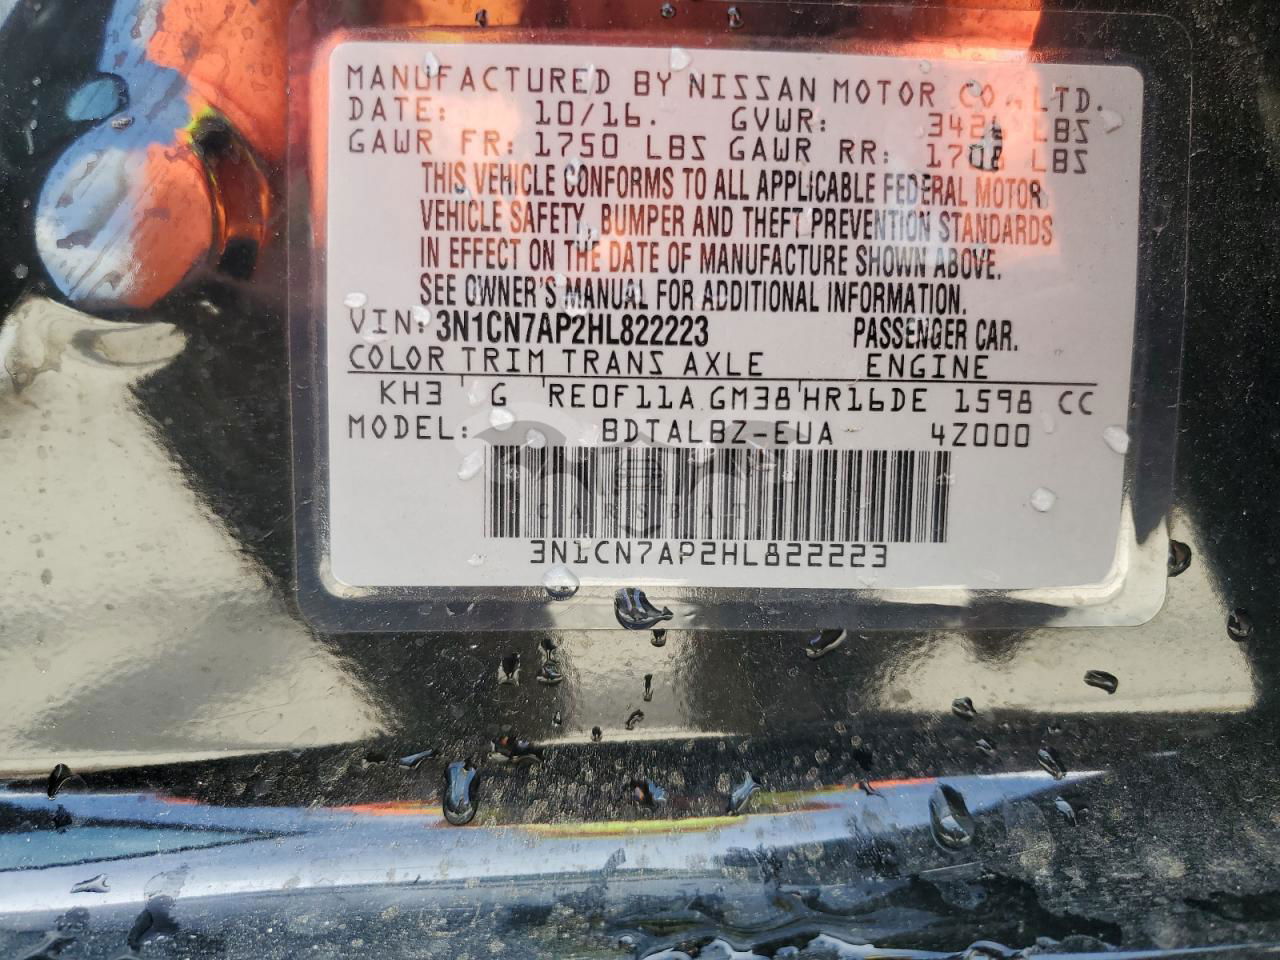 MANUFACTURED BY NISSAN MOTOR CO., LTD.
DATE: 10/16. GVWR: LBS
GAWR FR: 1750 LBS GAWR RR: LBS
THIS VEHICLE CONFORMS TO ALL APPLICABLE FEDERAL MOTOR
VEHICLE SAFETY, BUMPER AND THEFT PREVENTION STANDARDS
IN EFFECT ON THE DATE OF MANUFACTURE SHOWN ABOVE.
SEE OWNER'S MANUAL FOR ADDITIONAL INFORMATION.
VIN: 3N1CN7AP2HL822223 PASSENGER CAR.
COLOR TRIM TRANS AXLE ENGINE
KH3 G RE0F11A GM38 HR16DE 1598 CC
MODEL: BDTALBZ-EUA 4Z000
CARSBAT
3N1CN7AP2HL822223